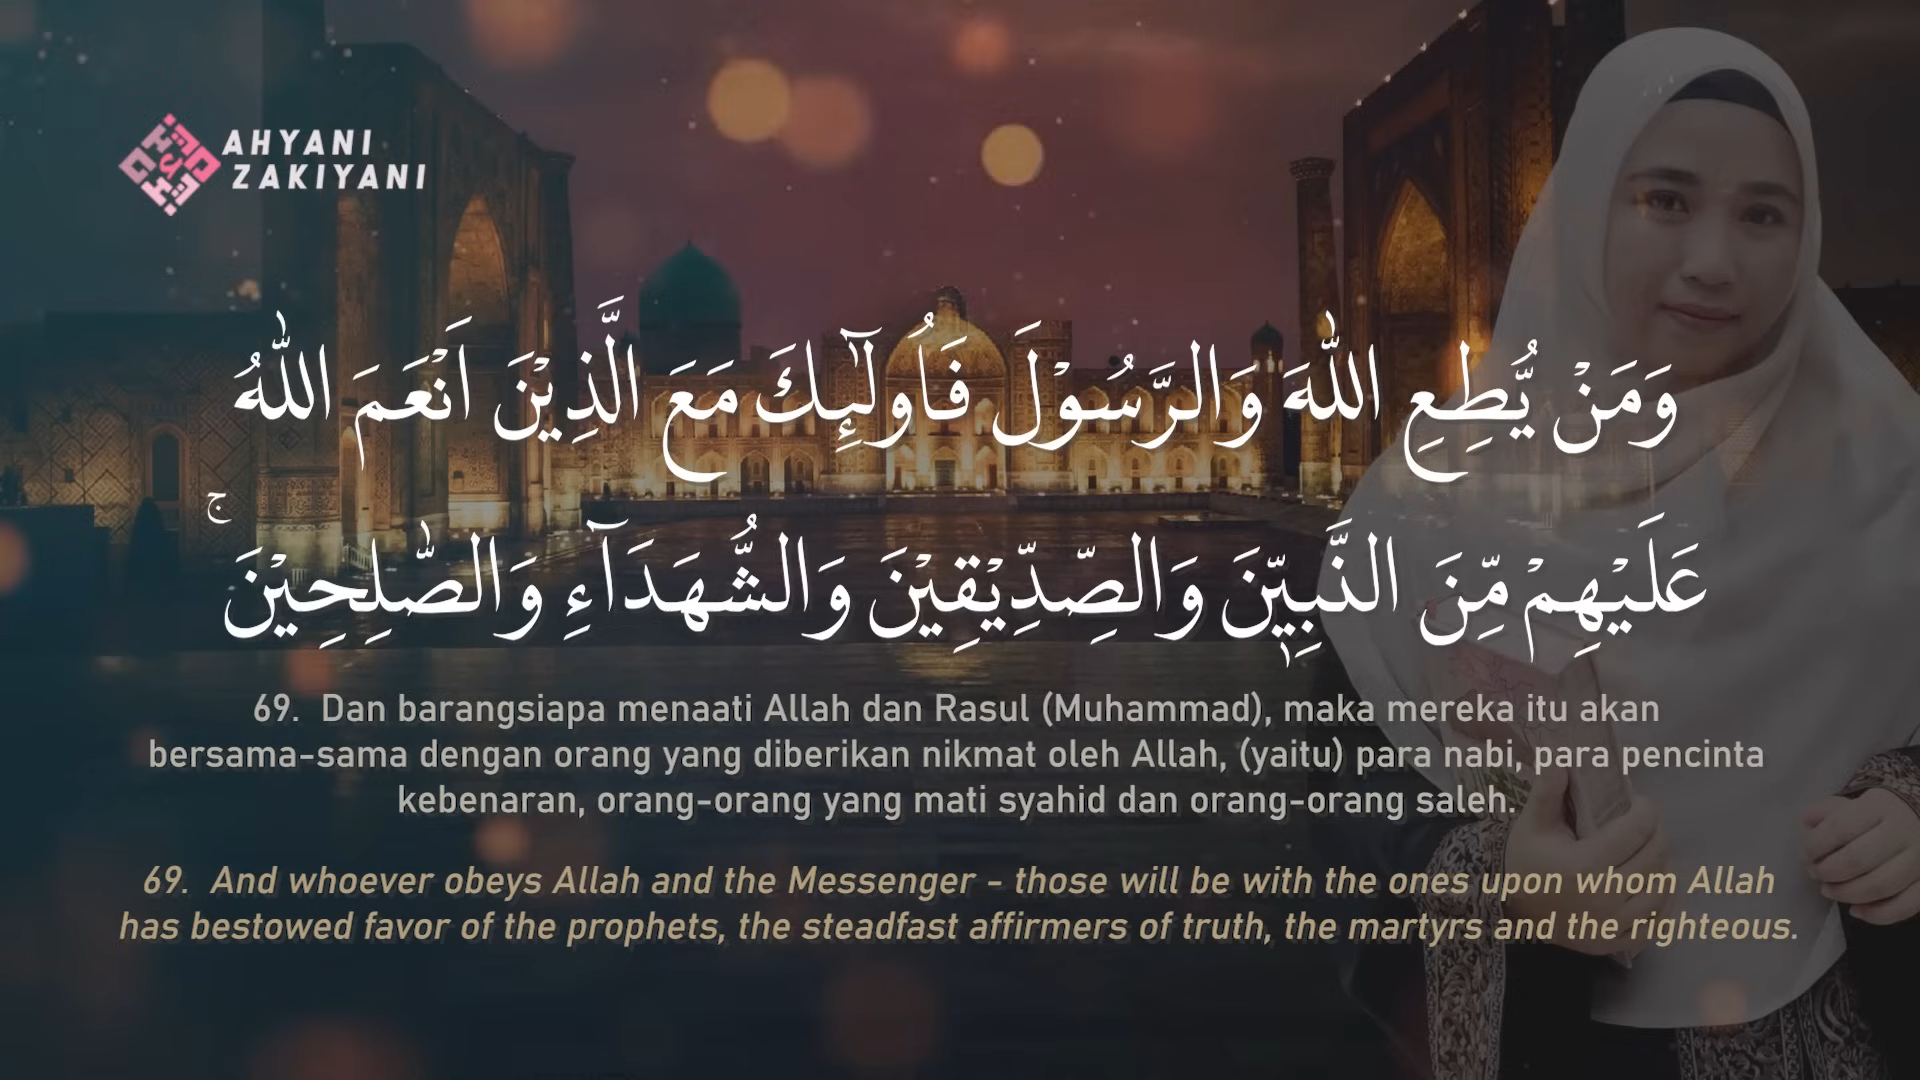 AHYANI
ZAKIYANI
وَمَنْ يُّطِعِ اللّٰهَ وَالرَّسُوْلَ فَاُولٰۤىِٕكَ مَعَ الَّذِيْنَ اَنْعَمَ اللّٰهُ
عَلَيْهِمْ مِّنَ النَّبِيّٖنَ وَالصِّدِّيْقِيْنَ وَالشُّهَدَاۤءِ وَالصّٰلِحِيْنَ ۚ
69. Dan barangsiapa menaati Allah dan Rasul (Muhammad), maka mereka itu akan
bersama-sama dengan orang yang diberikan nikmat oleh Allah, (yaitu) para nabi, para pencinta
kebenaran, orang-orang yang mati syahid dan orang-orang saleh.
69. And whoever obeys Allah and the Messenger - those will be with the ones upon whom Allah
has bestowed favor of the prophets, the steadfast affirmers of truth, the martyrs and the righteous.